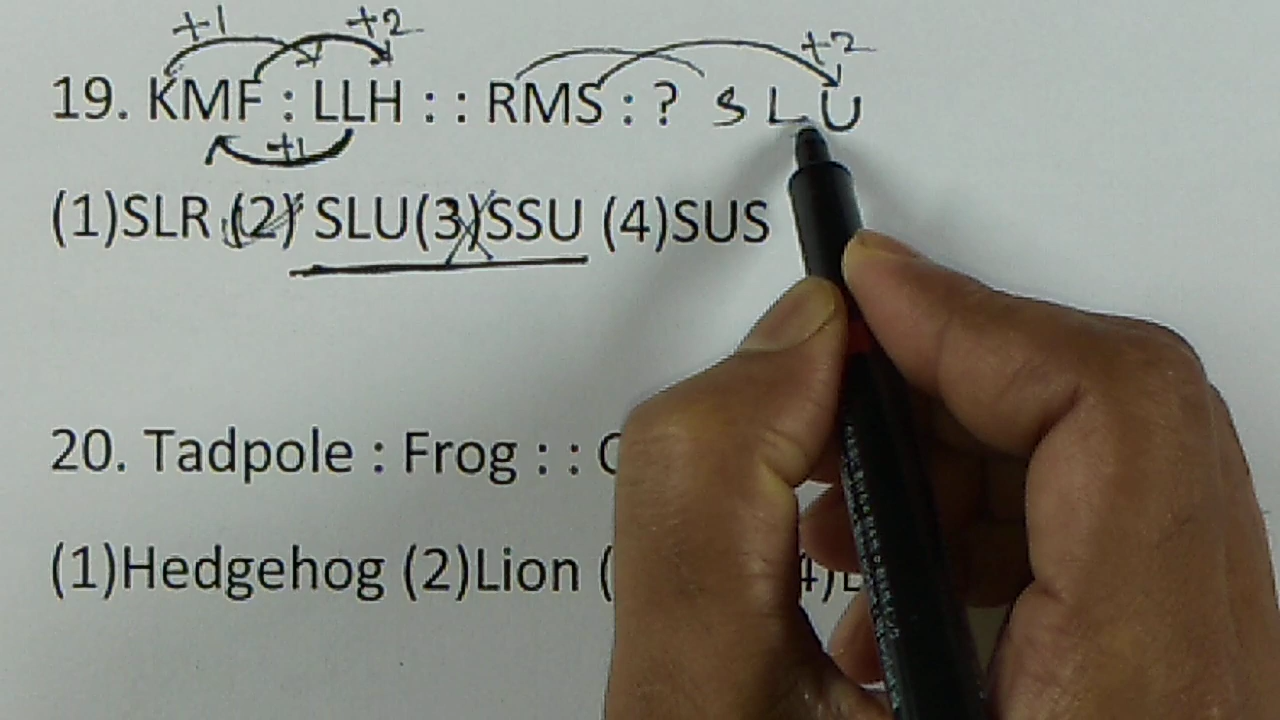 +1 +2 +2
19. KMF : LLH : : RMS : ? S L U
+1
(1)SLR (2) SLU(3)SSU (4)SUS
20. Tadpole : Frog : :
(1)Hedgehog (2)Lion (